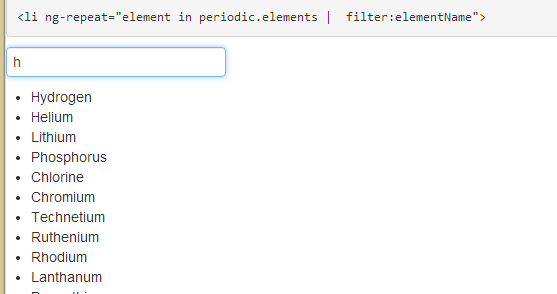 <li ng-repeat="element in periodic.elements |  filter:elementName">
h
Hydrogen
Helium
Lithium
Phosphorus
Chlorine
Chromium
Technetium
Ruthenium
Rhodium
Lanthanum